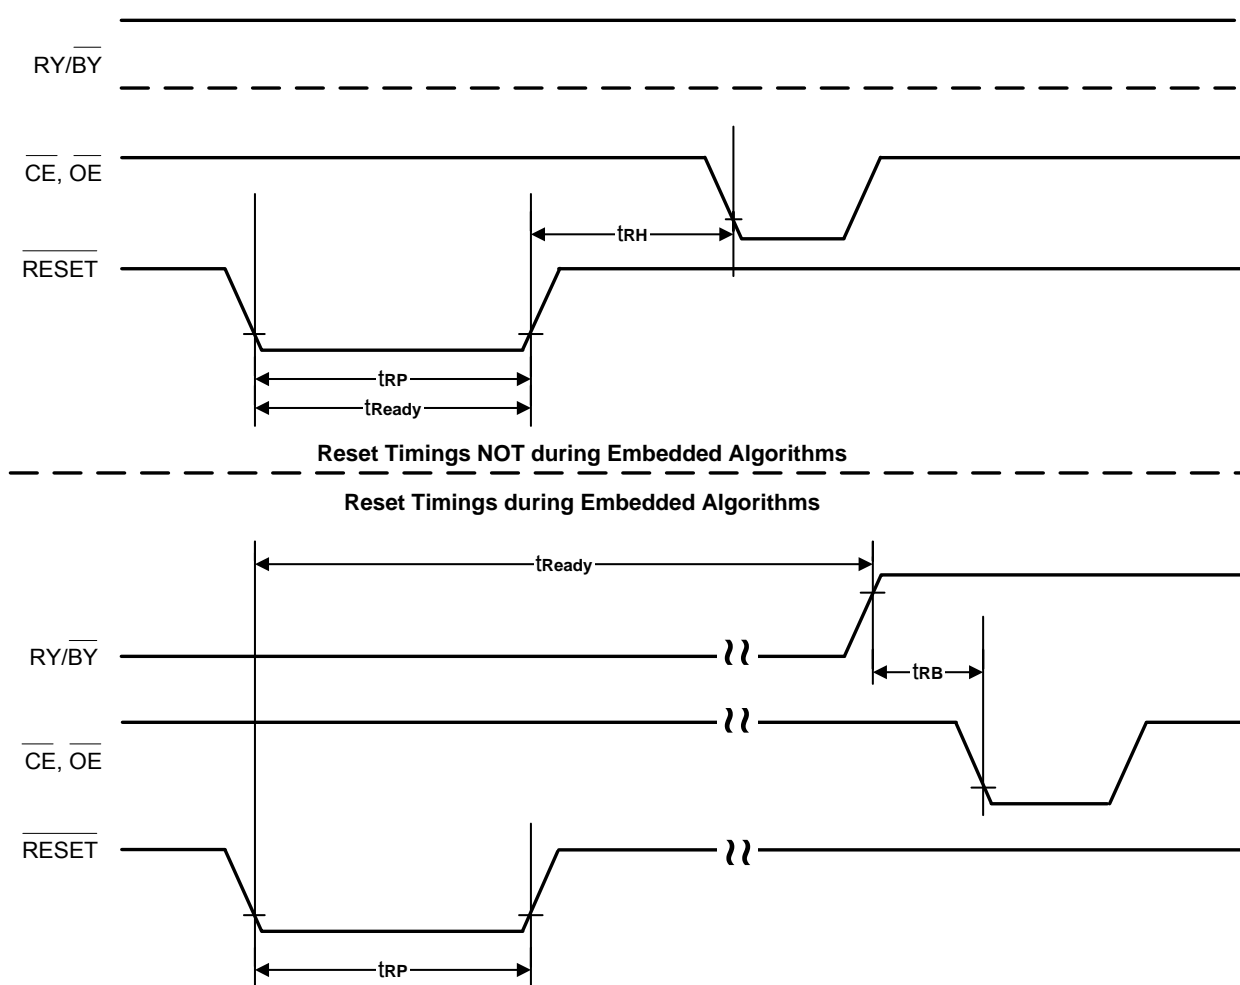 RY/BY
CE, OE
tRH
RESET
tRP
tReady
Reset Timings NOT during Embedded Algorithms
Reset Timings during Embedded Algorithms
tReady
RY/BY
tRB
CE, OE
RESET
tRP